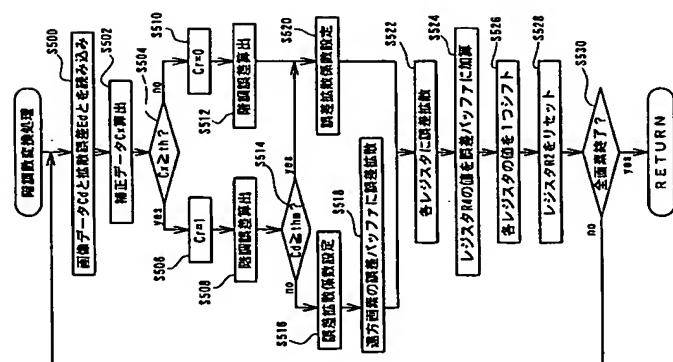 階調数変換処理
S500
画像データCdと拡散誤差Edとを読み込み
S502
補正データCx算出
S504
Cx≧th?
yes
no
S506
Cr=1
S508
階調誤差算出
S510
Cr=0
S512
階調誤差算出
S514
Cd≧thm?
no
yes
S516
誤差拡散係数設定
S518
遠方画素の誤差バッファに誤差拡散
S520
誤差拡散係数設定
S522
各レジスタに誤差拡散
S524
レジスタR4の値を誤差バッファに加算
S526
各レジスタの値を1つシフト
S528
レジスタR2をリセット
S530
全画素終了?
no
yes
RETURN